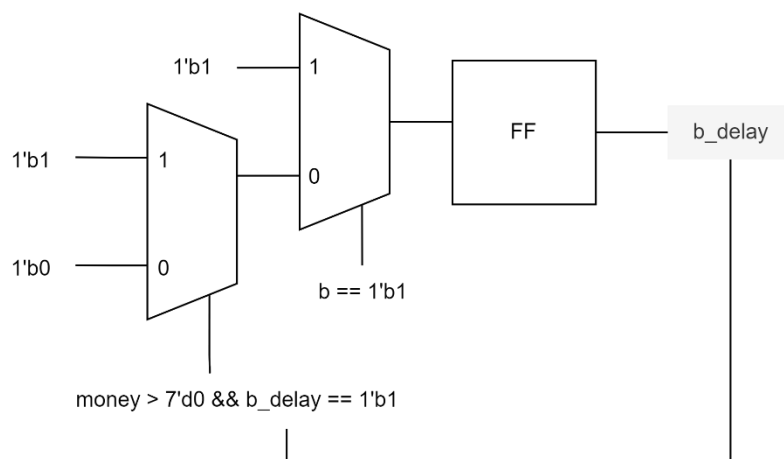 1'b1
1
FF
b_delay
1'b1
1
0
1'b0
0
b == 1'b1
money > 7'd0 && b_delay == 1'b1